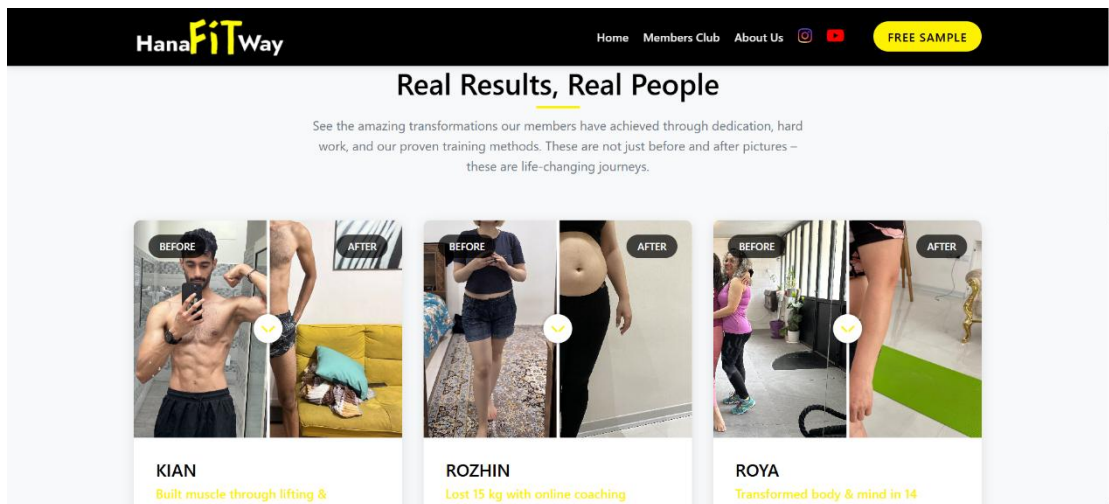 HanaFiTWay
Home Members Club About Us FREE SAMPLE
Real Results, Real People
See the amazing transformations our members have achieved through dedication, hard
work, and our proven training methods. These are not just before and after pictures –
these are life-changing journeys.
BEFORE AFTER BEFORE AFTER BEFORE AFTER
KIAN
Built muscle through lifting &
ROZHIN
Lost 15 kg with online coaching
ROYA
Transformed body & mind in 14